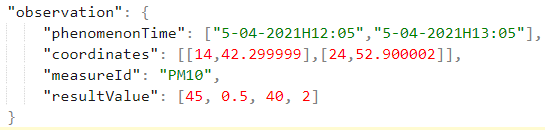 "observation": {
"phenomenonTime": ["5-04-2021H12:05","5-04-2021H13:05"],
"coordinates": [[14,42.299999],[24,52.900002]],
"measureId": "PM10",
"resultValue": [45, 0.5, 40, 2]
}